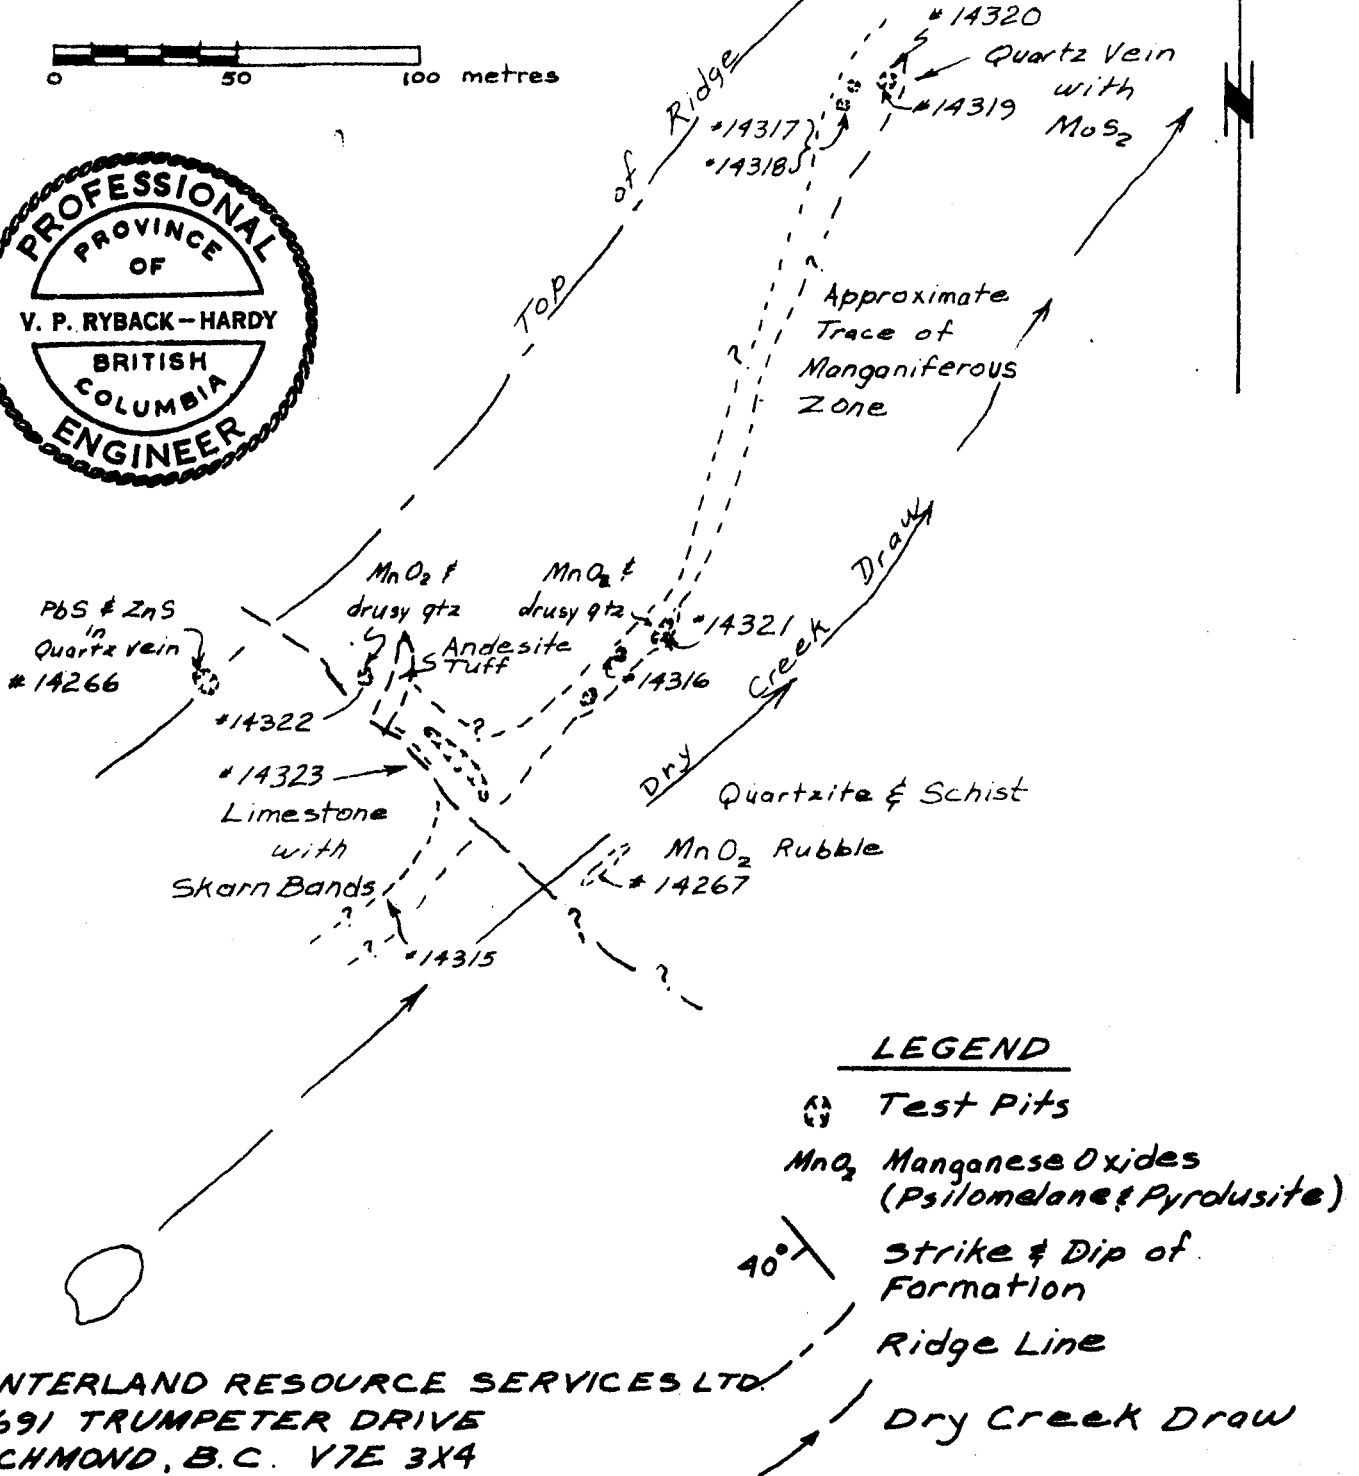 0 50 100 metres
PROFESSIONAL
PROVINCE
OF
V. P. RYBACK-HARDY
BRITISH
COLUMBIA
ENGINEER
Top of Ridge
#14320
Quartz Vein
with
MoS2
#14319
#14317
#14318
?
Approximate
Trace of
Manganiferous
Zone
?
Dry Creek Draw
PbS & ZnS
in
Quartz vein
#14266
MnO2 &
drusy qtz
Andesite
Tuff
MnO2 &
drusy qtz
#14321
#14316
#14322
?
#14323
Limestone
with
Skarn Bands
Quartzite & Schist
MnO2 Rubble
#14267
?
?
#14315
?
?
LEGEND
Test Pits
MnO2 Manganese Oxides
(Psilomelane & Pyrolusite)
40° Strike & Dip of
Formation
Ridge Line
Dry Creek Draw
NTERLAND RESOURCE SERVICES LTD.
691 TRUMPETER DRIVE
CHMOND, B.C. V7E 3X4